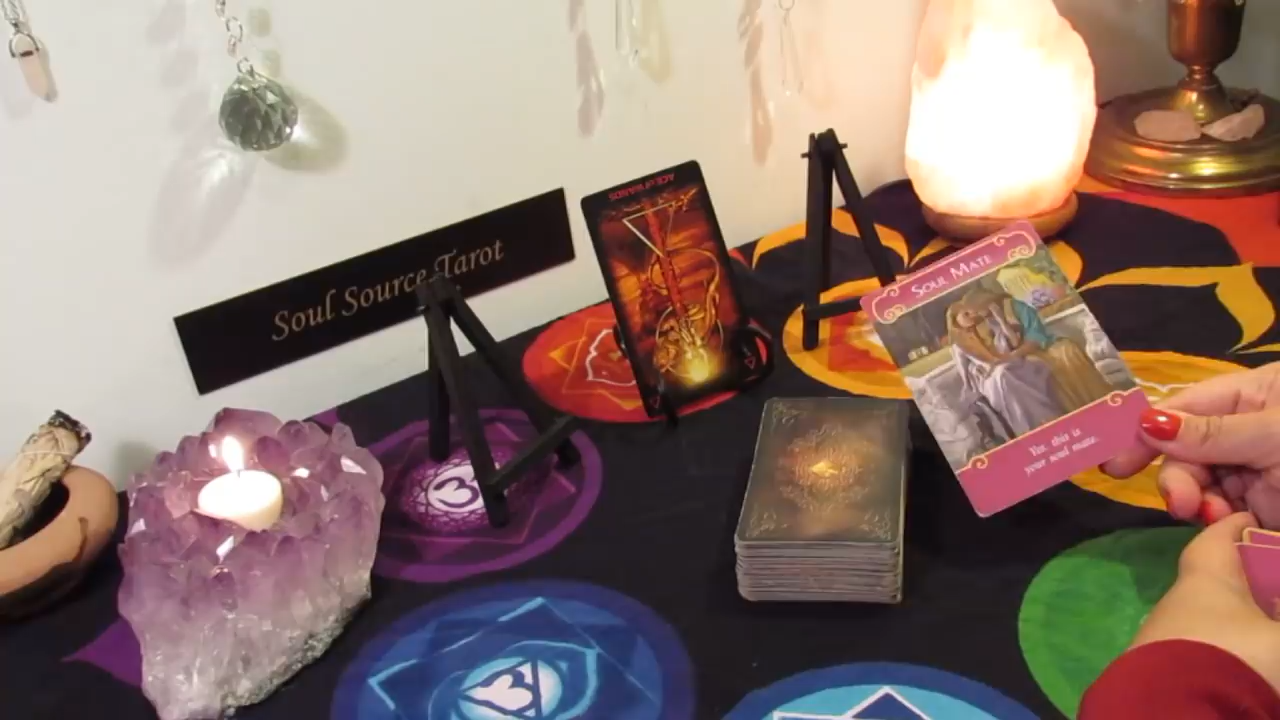 Soul Source Tarot
ACE of WANDS
SOUL MATE
Yes, this is
your soul mate.